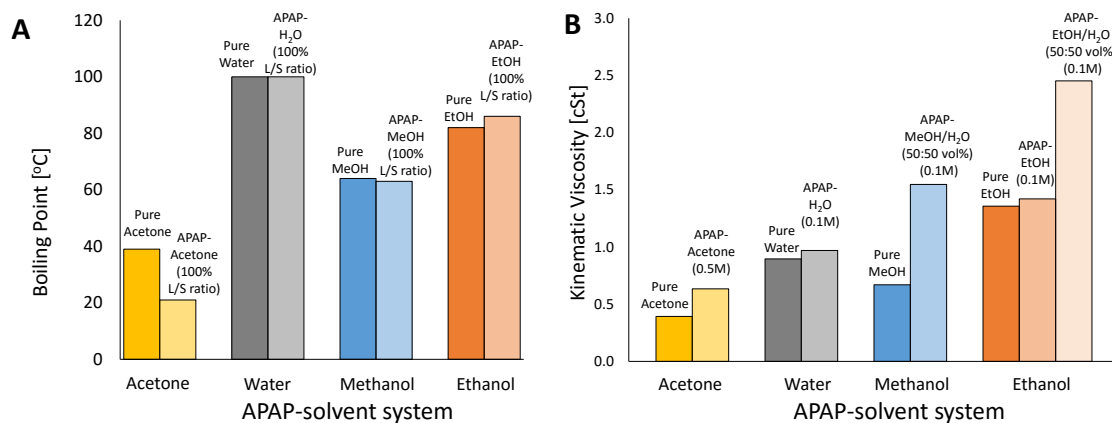 A
120
100
80
60
40
20
0
Boiling Point [ºC]
Pure
Acetone
APAP-
Acetone
(100%
L/S ratio)
Pure
Water
APAP-
H₂O
(100%
L/S ratio)
Pure
MeOH
APAP-
MeOH
(100%
L/S ratio)
Pure
EtOH
APAP-
EtOH
(100%
L/S ratio)
Acetone
Water
Methanol
Ethanol
APAP-solvent system
B
3.0
2.5
2.0
1.5
1.0
0.5
0.0
Kinematic Viscosity [cSt]
Pure
Acetone
APAP-
Acetone
(0.5M)
Pure
Water
APAP-
H₂O
(0.1M)
Pure
MeOH
APAP-
MeOH/H₂O
(50:50 vol%)
(0.1M)
Pure
EtOH
APAP-
EtOH
(0.1M)
APAP-
EtOH/H₂O
(50:50 vol%)
(0.1M)
Acetone
Water
Methanol
Ethanol
APAP-solvent system